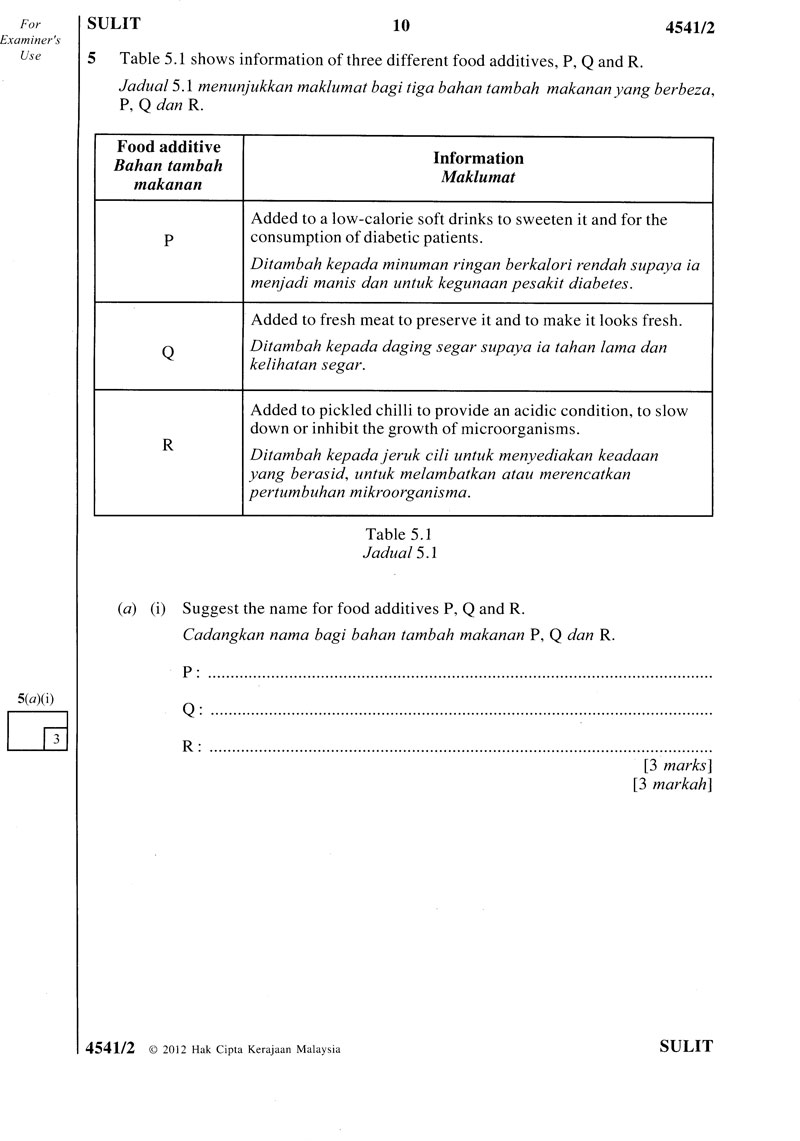 For
Examiner's
Use
SULIT 10 4541/2
5 Table 5.1 shows information of three different food additives, P, Q and R.
Jadual 5.1 menunjukkan maklumat bagi tiga bahan tambah makanan yang berbeza,
P, Q dan R.
Food additive
Bahan tambah
makanan
Information
Maklumat
P
Added to a low-calorie soft drinks to sweeten it and for the
consumption of diabetic patients.
Ditambah kepada minuman ringan berkalori rendah supaya ia
menjadi manis dan untuk kegunaan pesakit diabetes.
Q
Added to fresh meat to preserve it and to make it looks fresh.
Ditambah kepada daging segar supaya ia tahan lama dan
kelihatan segar.
R
Added to pickled chilli to provide an acidic condition, to slow
down or inhibit the growth of microorganisms.
Ditambah kepada jeruk cili untuk menyediakan keadaan
yang berasid, untuk melambatkan atau merencatkan
pertumbuhan mikroorganisma.
Table 5.1
Jadual 5.1
(a) (i) Suggest the name for food additives P, Q and R.
Cadangkan nama bagi bahan tambah makanan P, Q dan R.
P : ..........................................................................................................
Q : ..........................................................................................................
R : ..........................................................................................................
5(a)(i)
3
[3 marks]
[3 markah]
4541/2 © 2012 Hak Cipta Kerajaan Malaysia SULIT